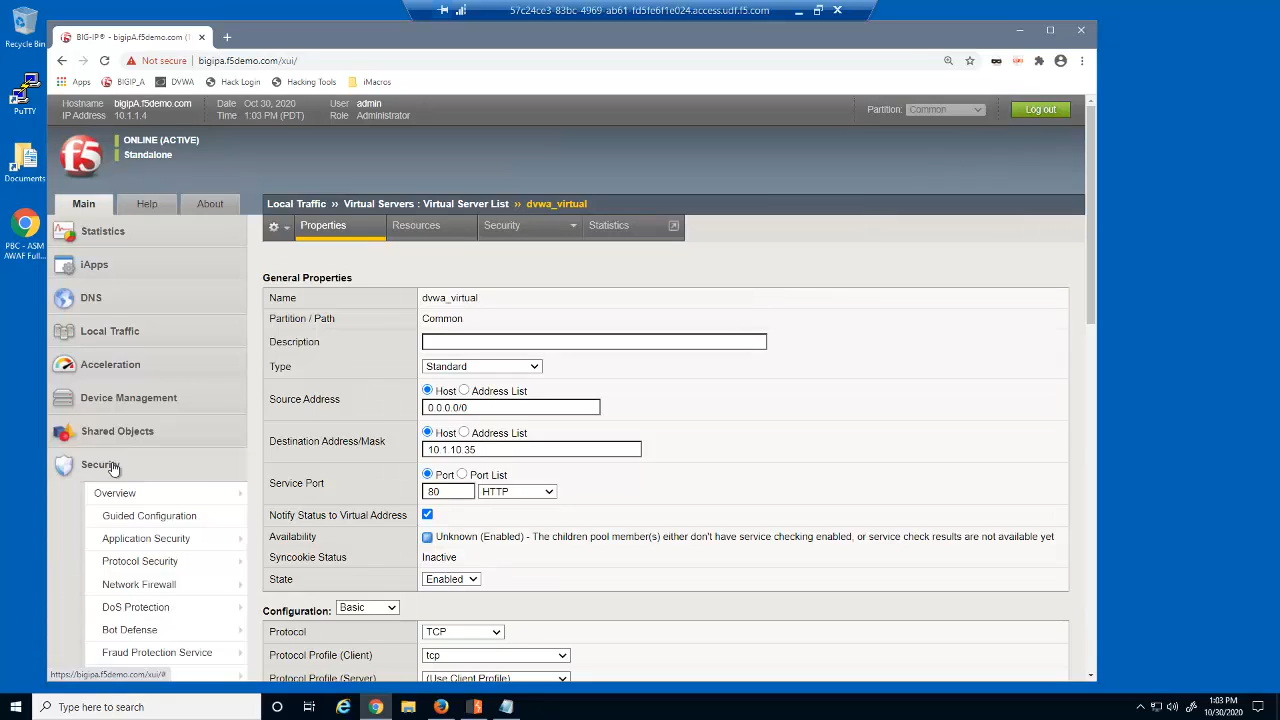 57c24ce3-83bc-4969-ab61-fd5fe6f1e024.access.udf.f5.com
Recycle Bin
PuTTY
Documents
PBC - ASM
AWAF Full...
BIG-IP® - bigipA.f5demo.com (1
Not secure
bigipa.f5demo.com/xui/
Apps
BIGIP_A
DVWA
Hack Login
Hacking Tools
iMacros
Hostname bigipA.f5demo.com Date Oct 30, 2020 User admin
IP Address 10.1.1.4 Time 1:03 PM (PDT) Role Administrator
Partition: Common
Log out
f5
ONLINE (ACTIVE)
Standalone
Main Help About
Statistics
iApps
DNS
Local Traffic
Acceleration
Device Management
Shared Objects
Security
Overview
Guided Configuration
Application Security
Protocol Security
Network Firewall
DoS Protection
Bot Defense
Fraud Protection Service
https://bigipa.f5demo.com/xui/#
Local Traffic ›› Virtual Servers : Virtual Server List ›› dvwa_virtual
Properties Resources Security Statistics
General Properties
Name dvwa_virtual
Partition / Path Common
Description
Type Standard
Source Address Host Address List
0.0.0.0/0
Destination Address/Mask Host Address List
10.1.10.35
Service Port Port Port List
80 HTTP
Notify Status to Virtual Address
Availability Unknown (Enabled) - The children pool member(s) either don't have service checking enabled, or service check results are not available yet
Syncookie Status Inactive
State Enabled
Configuration: Basic
Protocol TCP
Protocol Profile (Client) tcp
Protocol Profile (Server) (Use Client Profile)
Type here to search
1:03 PM
10/30/2020